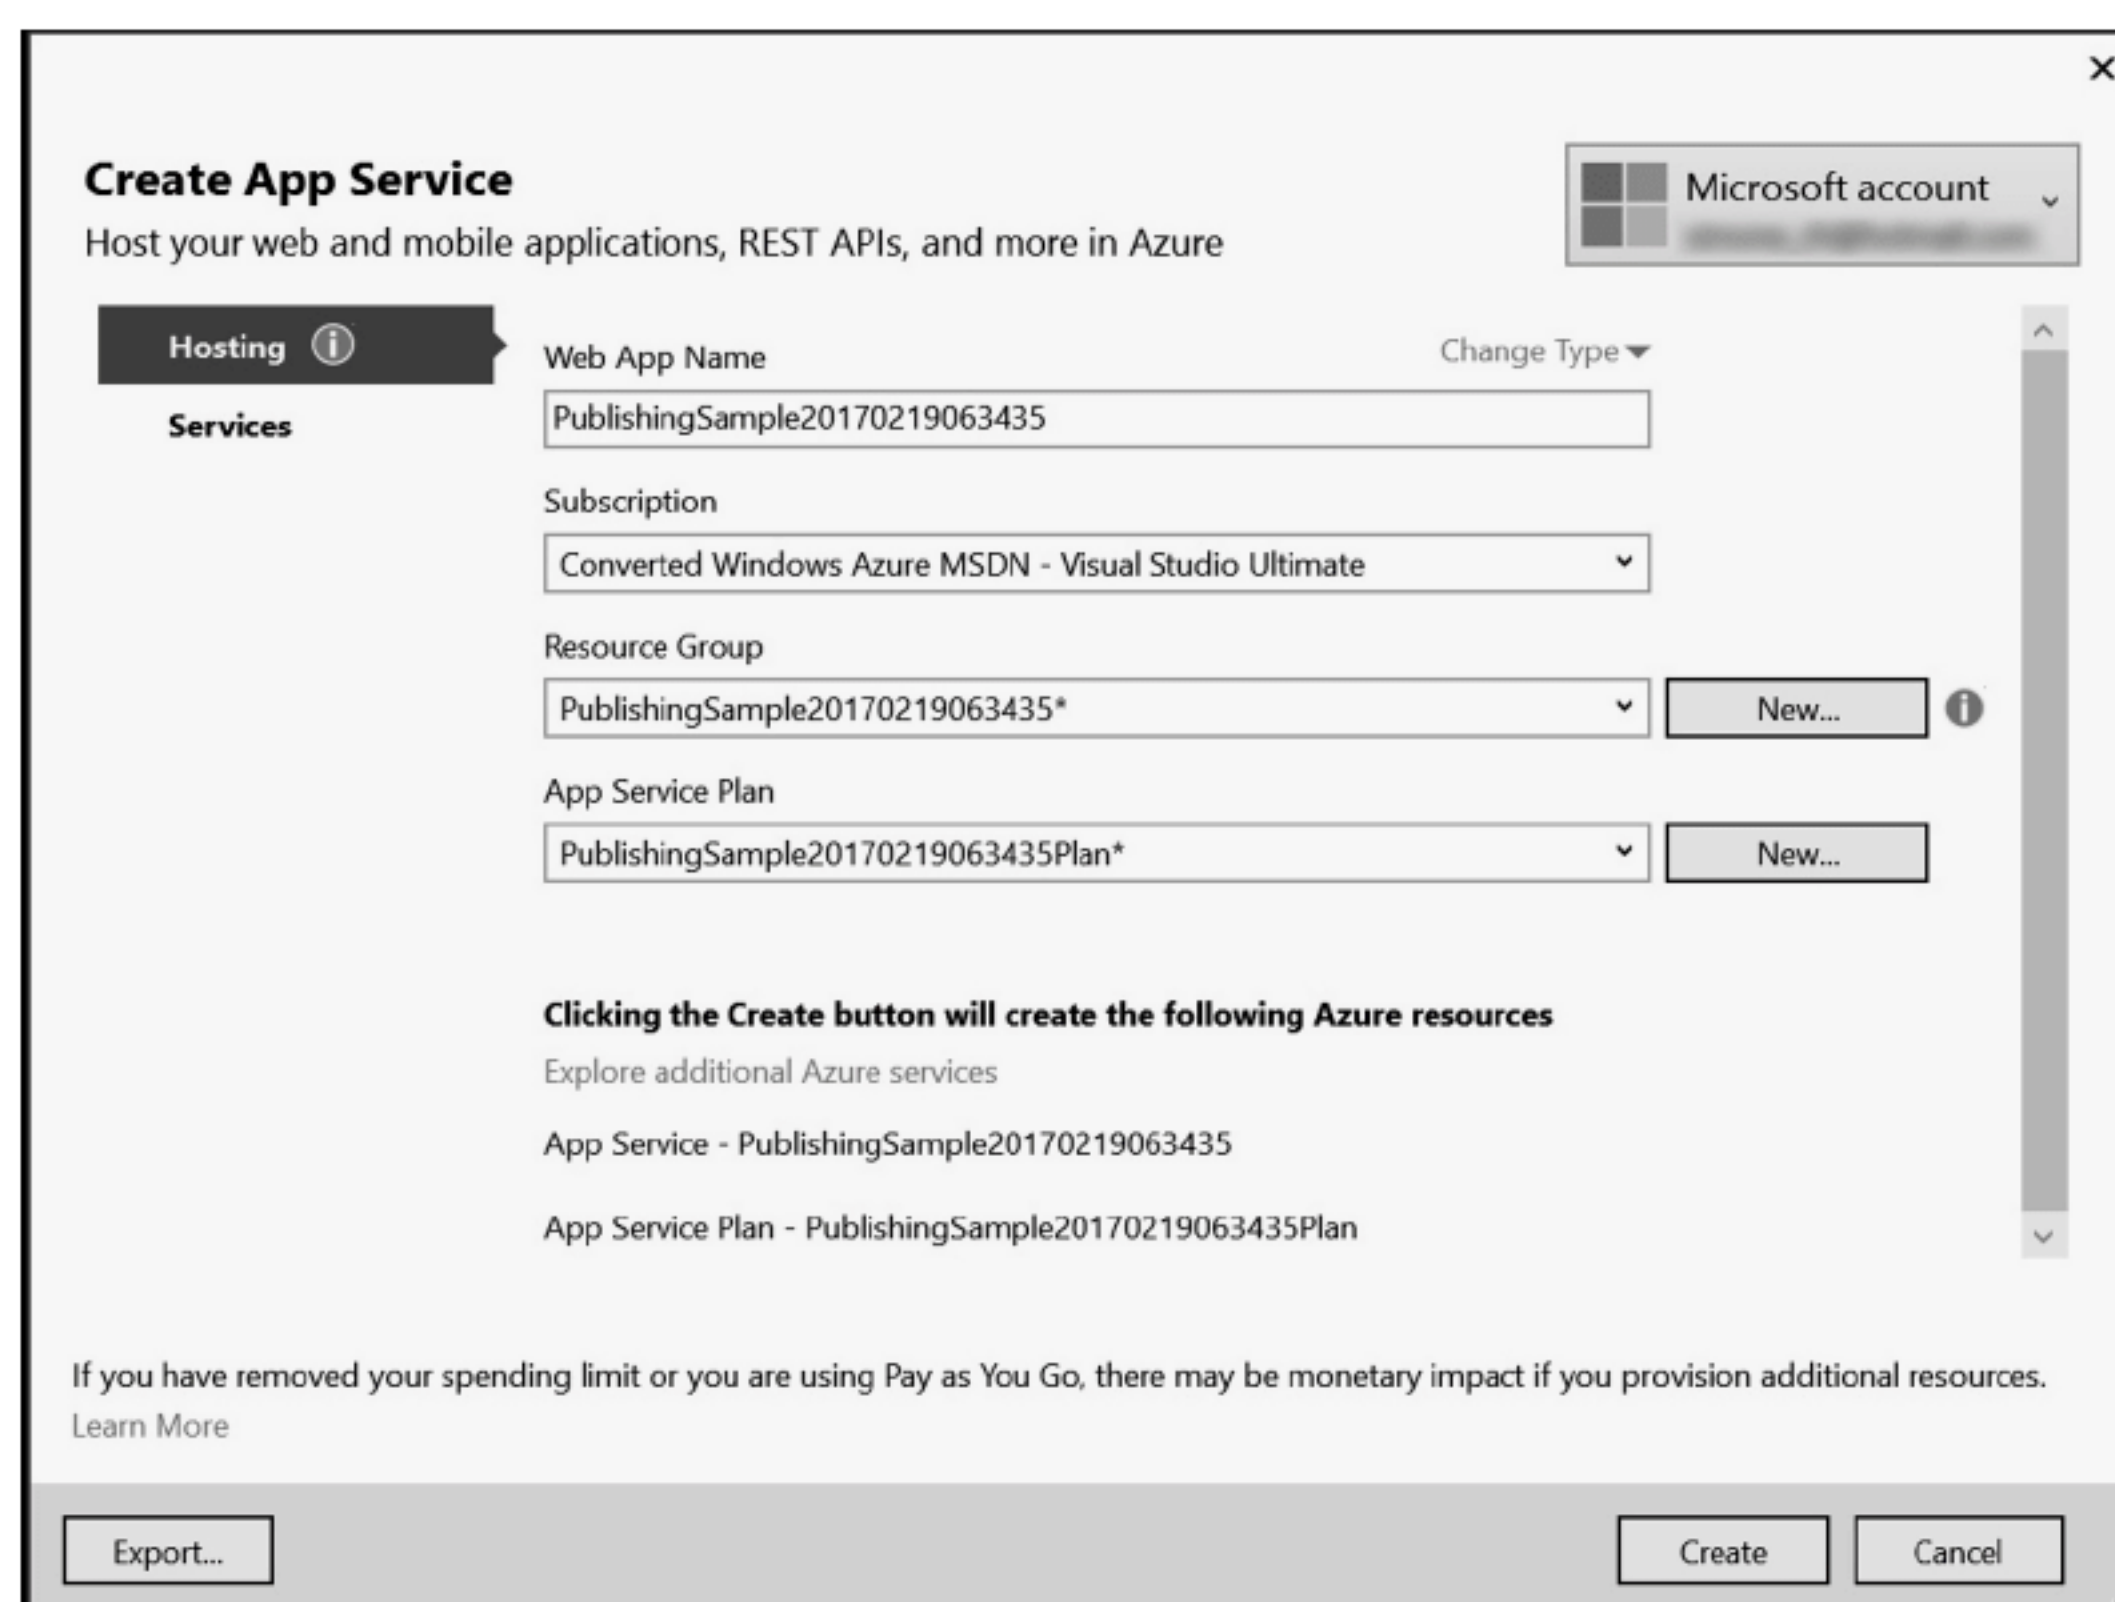 Create App Service
Host your web and mobile applications, REST APIs, and more in Azure
Microsoft account
Hosting
Services
Web App Name
Change Type
PublishingSample20170219063435
Subscription
Converted Windows Azure MSDN - Visual Studio Ultimate
Resource Group
PublishingSample20170219063435*
New...
App Service Plan
PublishingSample20170219063435Plan*
New...
Clicking the Create button will create the following Azure resources
Explore additional Azure services
App Service - PublishingSample20170219063435
App Service Plan - PublishingSample20170219063435Plan
If you have removed your spending limit or you are using Pay as You Go, there may be monetary impact if you provision additional resources.
Learn More
Export...
Create
Cancel